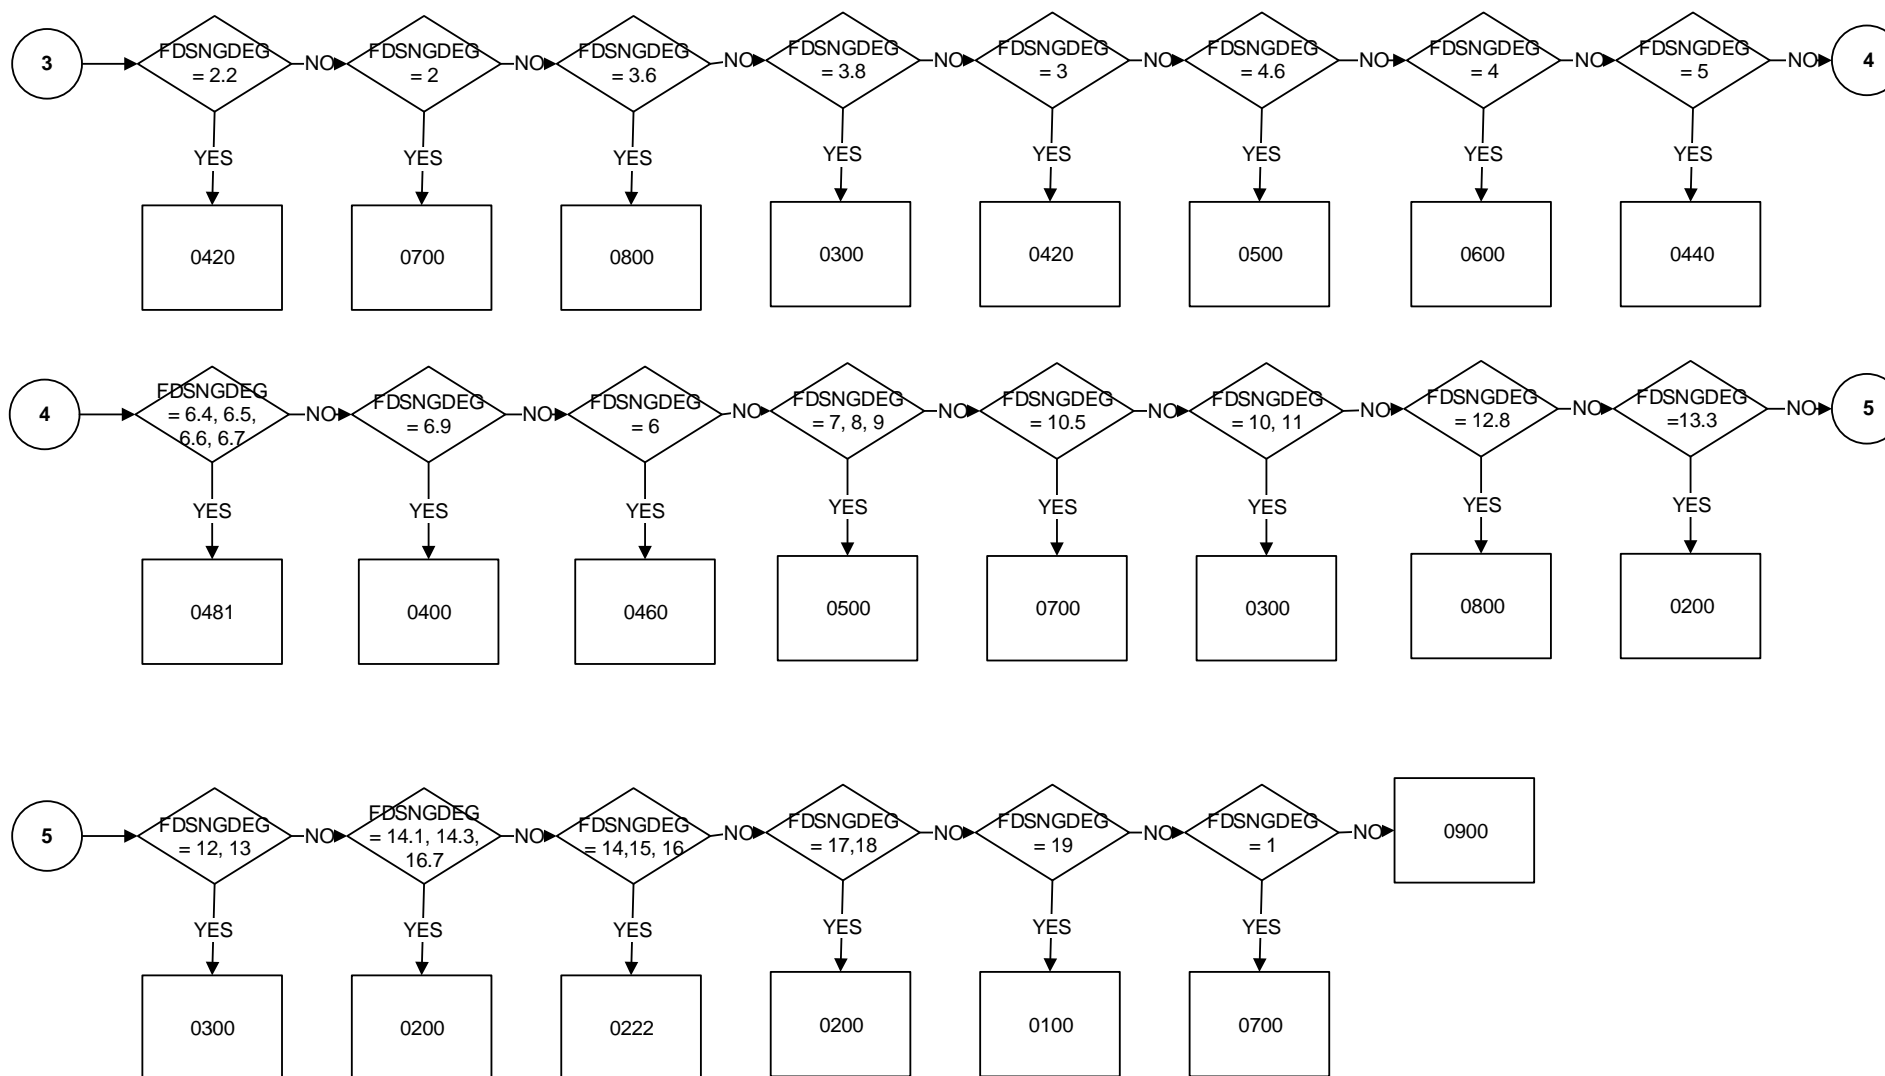 3
FDSNGDEG
= 2.2
NO
FDSNGDEG
= 2
NO
FDSNGDEG
= 3.6
NO
FDSNGDEG
= 3.8
NO
FDSNGDEG
= 3
NO
FDSNGDEG
= 4.6
NO
FDSNGDEG
= 4
NO
FDSNGDEG
= 5
NO
4
YES
YES
YES
YES
YES
YES
YES
YES
0420
0700
0800
0300
0420
0500
0600
0440
4
FDSNGDEG
= 6.4, 6.5,
6.6, 6.7
NO
FDSNGDEG
= 6.9
NO
FDSNGDEG
= 6
NO
FDSNGDEG
= 7, 8, 9
NO
FDSNGDEG
= 10.5
NO
FDSNGDEG
= 10, 11
NO
FDSNGDEG
= 12.8
NO
FDSNGDEG
=13.3
NO
5
YES
YES
YES
YES
YES
YES
YES
YES
0481
0400
0460
0500
0700
0300
0800
0200
5
FDSNGDEG
= 12, 13
NO
FDSNGDEG
= 14.1, 14.3,
16.7
NO
FDSNGDEG
= 14,15, 16
NO
FDSNGDEG
= 17,18
NO
FDSNGDEG
= 19
NO
FDSNGDEG
= 1
NO
0900
YES
YES
YES
YES
YES
YES
0300
0200
0222
0200
0100
0700